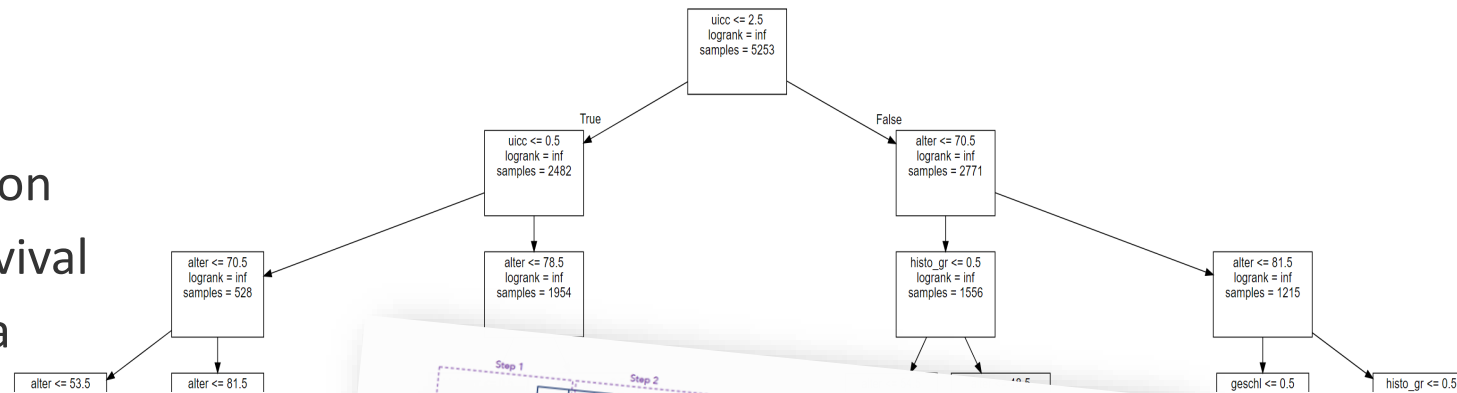 uicc <= 2.5
logrank = inf
samples = 5253
True
False
uicc <= 0.5
logrank = inf
samples = 2482
alter <= 70.5
logrank = inf
samples = 2771
on
vival
a
alter <= 70.5
logrank = inf
samples = 528
alter <= 78.5
logrank = inf
samples = 1954
histo_gr <= 0.5
logrank = inf
samples = 1556
alter <= 81.5
logrank = inf
samples = 1215
alter <= 53.5
alter <= 81.5
Step 1
Step 2
geschl <= 0.5
histo_gr <= 0.5